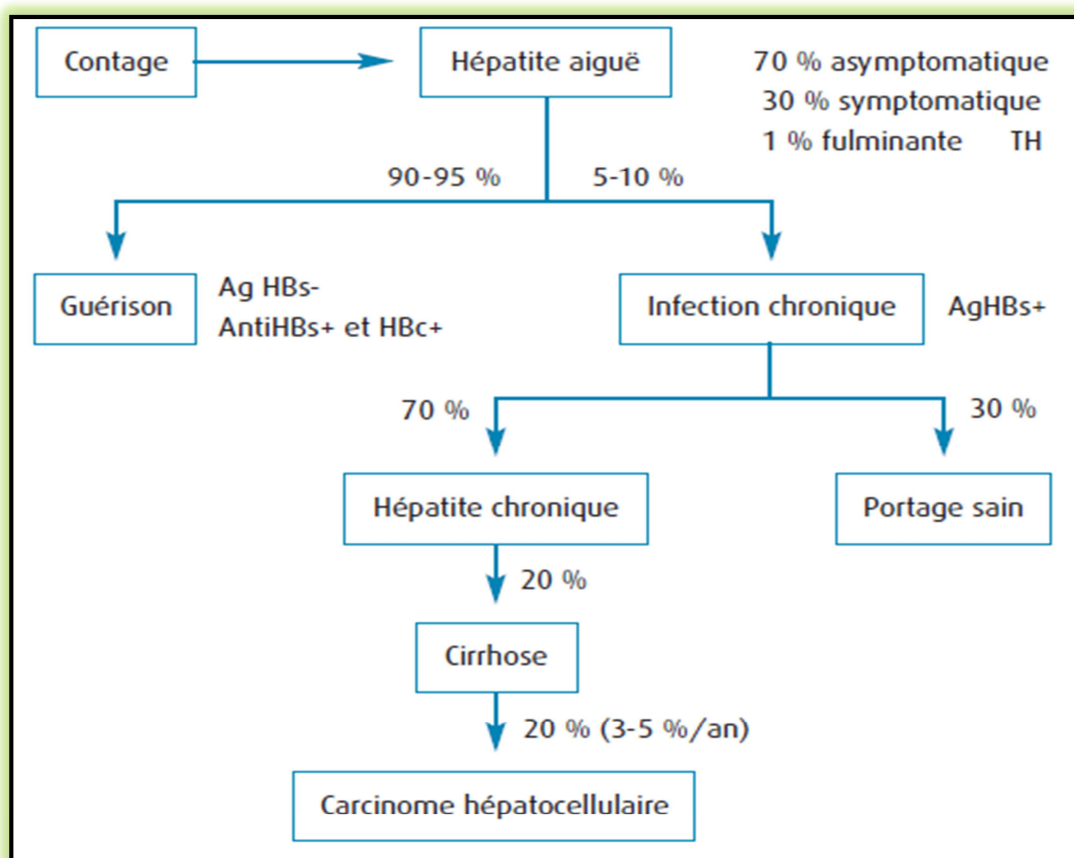 Contage
Hépatite aiguë
70 % asymptomatique
30 % symptomatique
1 % fulminante TH
90-95 %
5-10 %
Guérison
Ag HBs-
AntiHBs+ et HBc+
Infection chronique
AgHBs+
70 %
30 %
Hépatite chronique
Portage sain
20 %
Cirrhose
20 % (3-5 %/an)
Carcinome hépatocellulaire